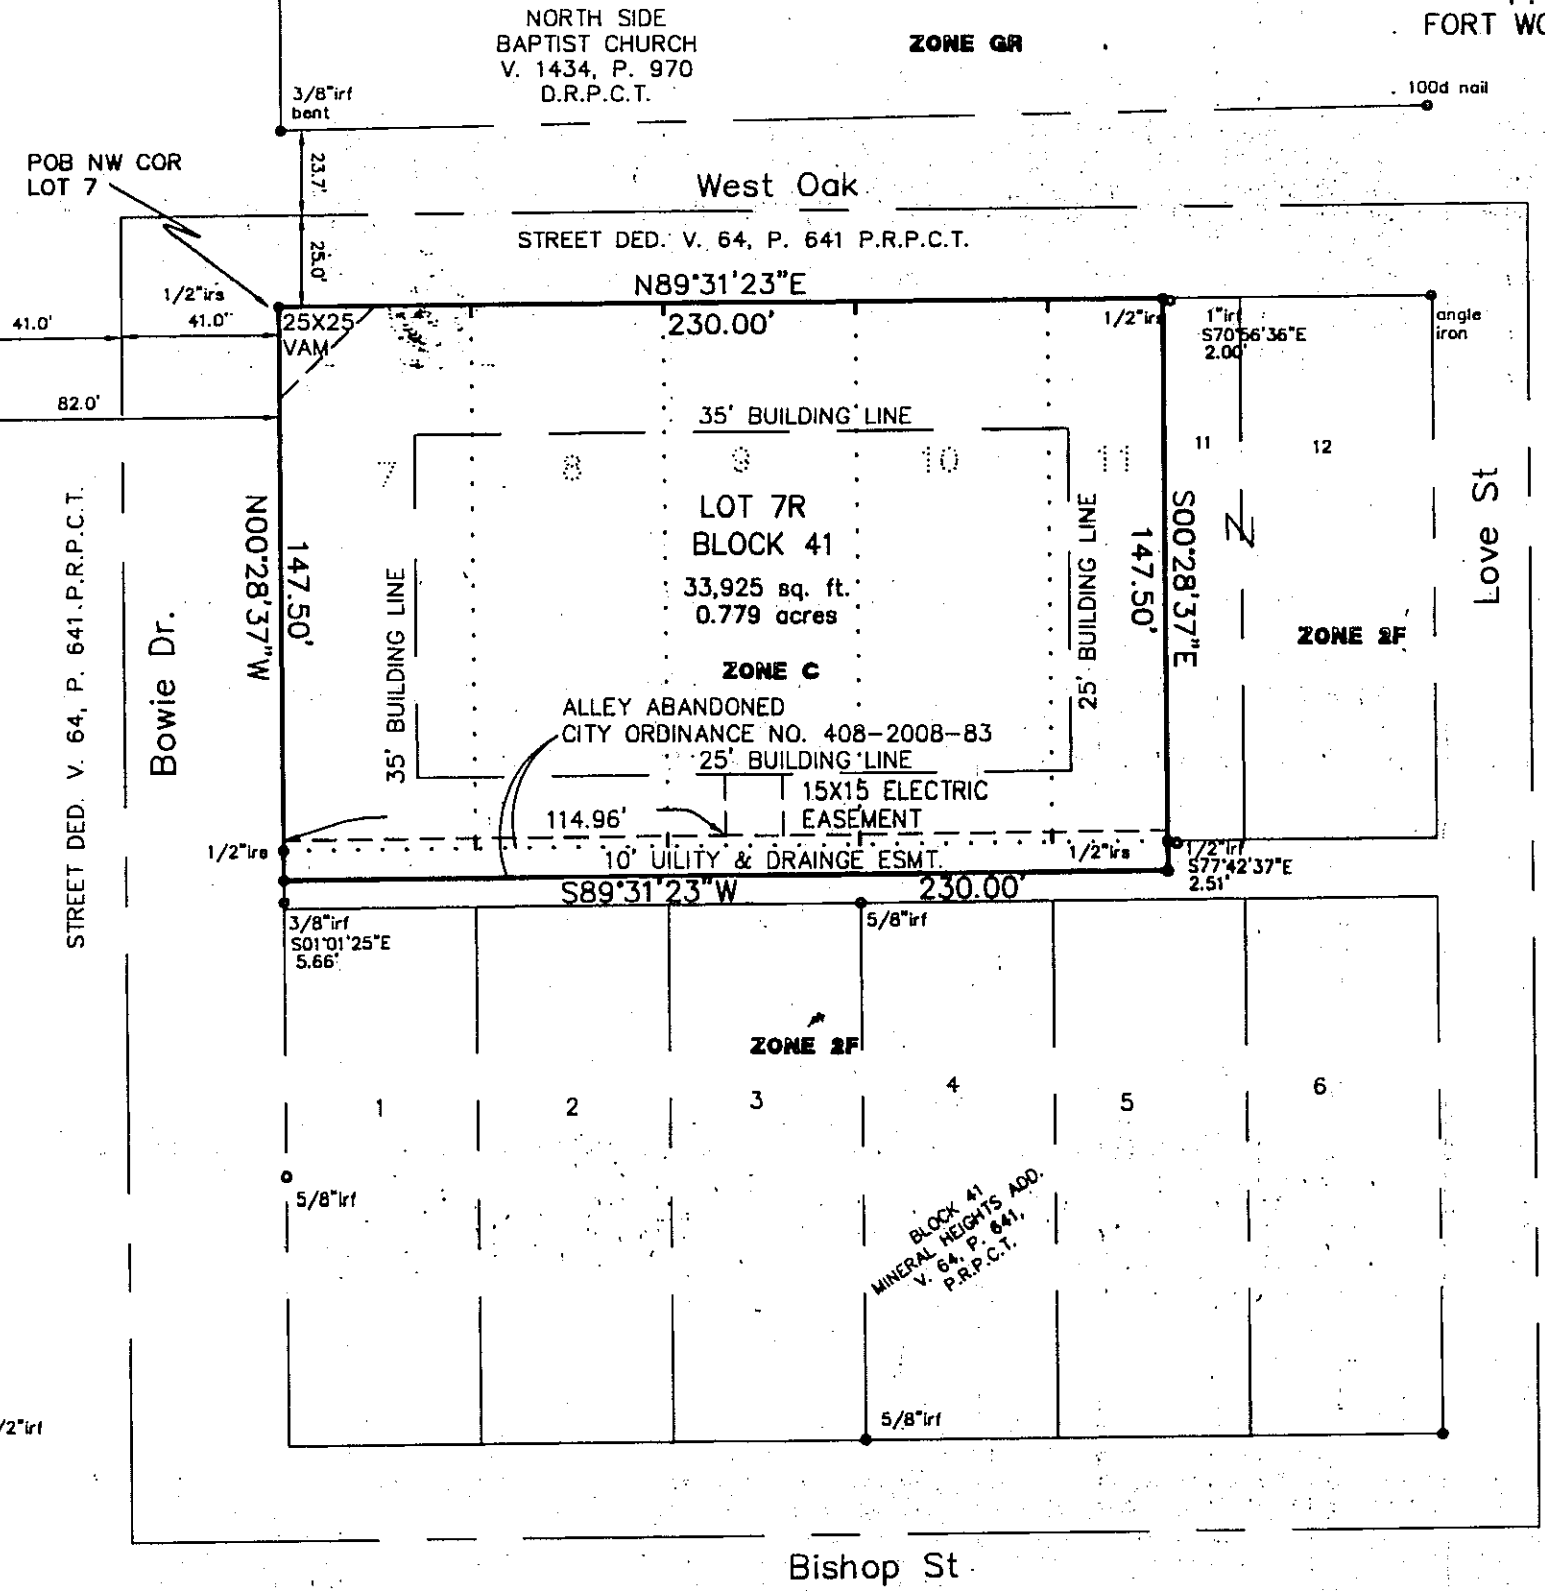 NORTH SIDE
BAPTIST CHURCH
V. 1434, P. 970
D.R.P.C.T.
ZONE GR
FORT WO
3/8"irf
bent
100d nail
POB NW COR
LOT 7
23.7'
West Oak
25.0'
STREET DED. V. 64, P. 641 P.R.P.C.T.
N89°31'23"E
230.00'
1/2"irs
41.0'
41.0'
25X25
VAM
1/2"irs
1"irf
S70°56'36"E
2.00'
angle
iron
82.0'
35' BUILDING LINE
7
8
9
10
11
11
12
LOT 7R
BLOCK 41
33,925 sq. ft.
0.779 acres
ZONE C
N00°28'37"W
147.50'
35' BUILDING LINE
25' BUILDING LINE
147.50'
S00°28'37"E
ZONE 2F
Love St
Bowie Dr.
STREET DED. V. 64, P. 641 P.R.P.C.T.
ALLEY ABANDONED
CITY ORDINANCE NO. 408-2008-83
25' BUILDING LINE
15X15 ELECTRIC
EASEMENT
114.96'
1/2"irs
10' UILITY & DRAINGE ESMT.
1/2"irs
1/2"irf
S77°42'37"E
2.51'
S89°31'23"W
230.00'
3/8"irf
S01°01'25"E
5.66'
5/8"irf
ZONE 2F
1
2
3
4
5
6
5/8"irf
BLOCK 41
MINERAL HEIGHTS ADD.
V. 64, P. 641,
P.R.P.C.T.
5/8"irf
/2"irf
Bishop St